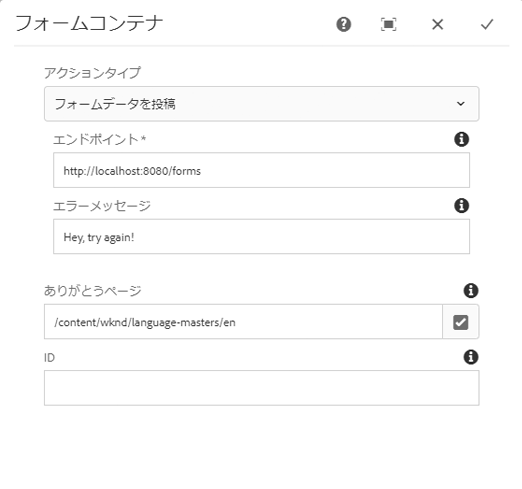 フォームコンテナ
アクションタイプ
フォームデータを投稿
エンドポイント*
http://localhost:8080/forms
エラーメッセージ
Hey, try again!
ありがとうページ
/content/wknd/language-masters/en
ID